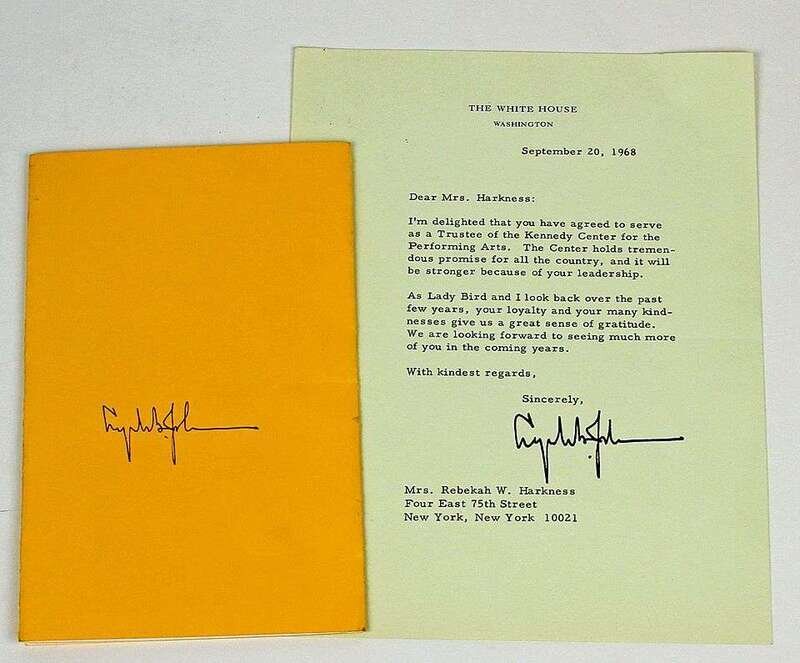 THE WHITE HOUSE
WASHINGTON
September 20, 1968
Dear Mrs. Harkness:
I'm delighted that you have agreed to serve
as a Trustee of the Kennedy Center for the
Performing Arts. The Center holds tremen-
dous promise for all the country, and it will
be stronger because of your leadership.
As Lady Bird and I look back over the past
few years, your loyalty and your many kind-
nesses give us a great sense of gratitude.
We are looking forward to seeing much more
of you in the coming years.
With kindest regards,
Sincerely,
Mrs. Rebekah W. Harkness
Four East 75th Street
New York, New York 10021